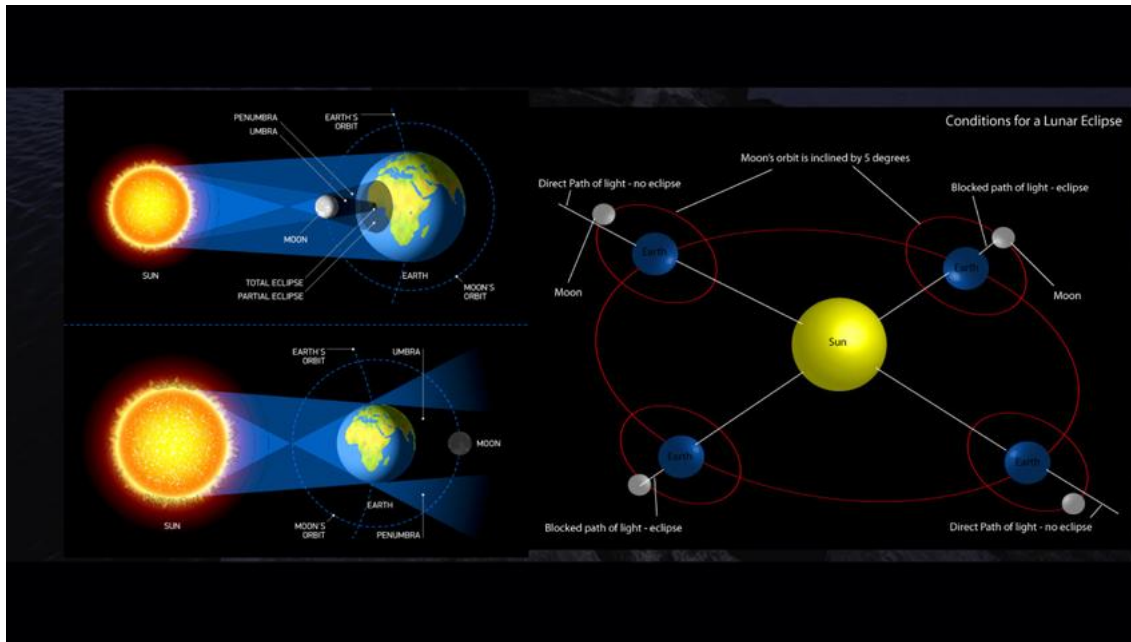 PENUMBRA
UMBRA
EARTH'S
ORBIT
MOON
SUN
EARTH
TOTAL ECLIPSE
PARTIAL ECLIPSE
MOON'S
ORBIT
EARTH'S
ORBIT
UMBRA
MOON
EARTH
SUN
MOON'S
ORBIT
PENUMBRA
Conditions for a Lunar Eclipse
Moon's orbit is inclined by 5 degrees
Direct Path of light - no eclipse
Blocked path of light - eclipse
Earth
Earth
Moon
Moon
Sun
Earth
Earth
Blocked path of light - eclipse
Direct Path of light - no eclipse